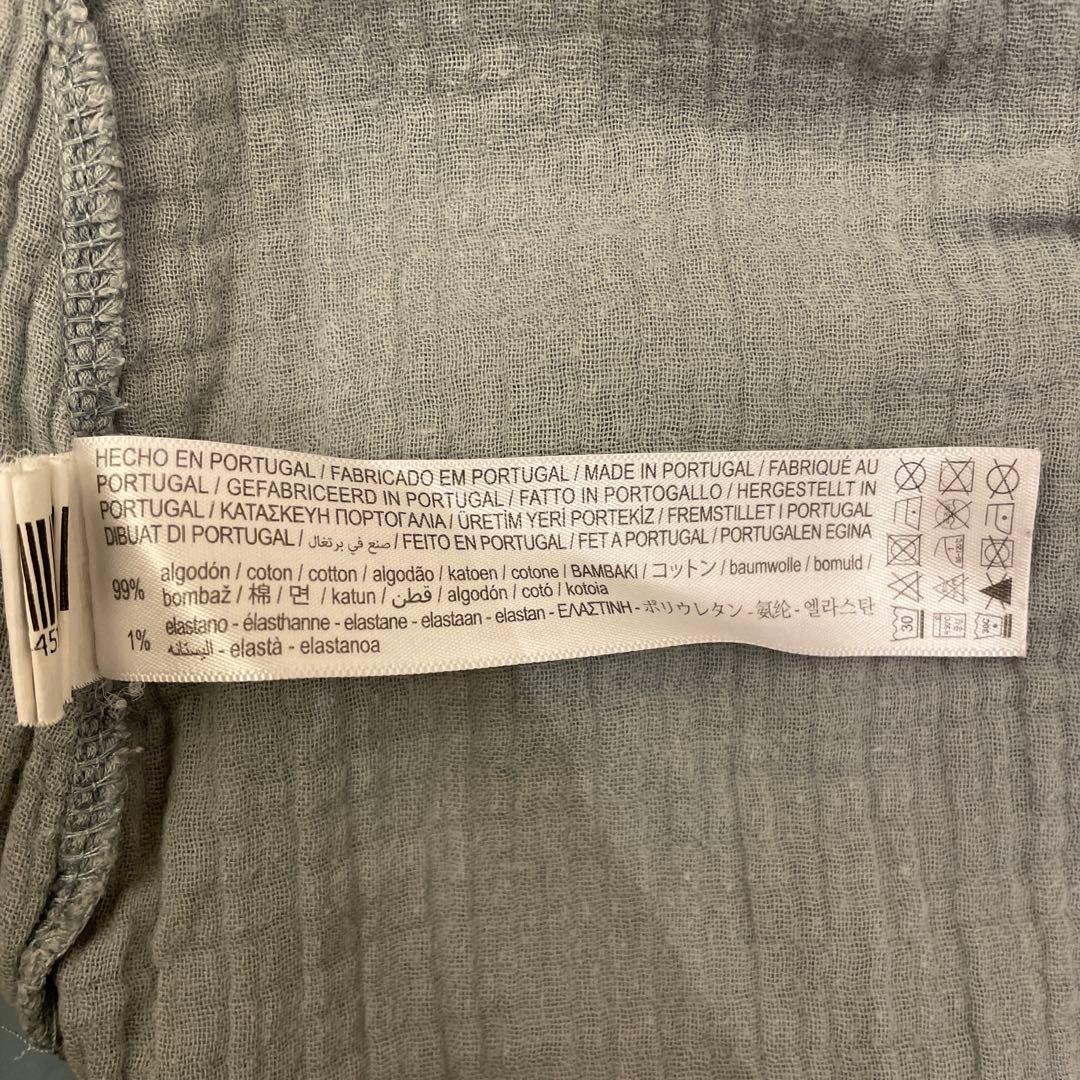 HECHO EN PORTUGAL / FABRICADO EM PORTUGAL / MADE IN PORTUGAL / FABRIQUÉ AU
PORTUGAL / GEFABRICEERD IN PORTUGAL / FATTO IN PORTOGALLO / HERGESTELLT IN
PORTUGAL / ΚΑΤΑΣΚΕΥΗ ΠΟΡΤΟΓΑΛΙΑ / ÜRETİM YERİ PORTEKİZ / FREMSTILLET I PORTUGAL
DIBUAT DI PORTUGAL / صنع في برتغال / FEITO EN PORTUGAL / FET A PORTUGAL / PORTUGALEN EGINA
99% algodón / coton / cotton / algodão / katoen / cotone / BAMBAKI / コットン / baumwolle / bomuld /
bombaž / 棉 / 면 / katun / قطن / algodón / cotó / kotoia
1% elastano - élasthanne - elastane - elastaan - elastan - ΕΛΑΣΤΙΝΗ - ポリウレタン - 氨纶 - 엘라스탄
اليستانه - elastà - elastanoa
30
45